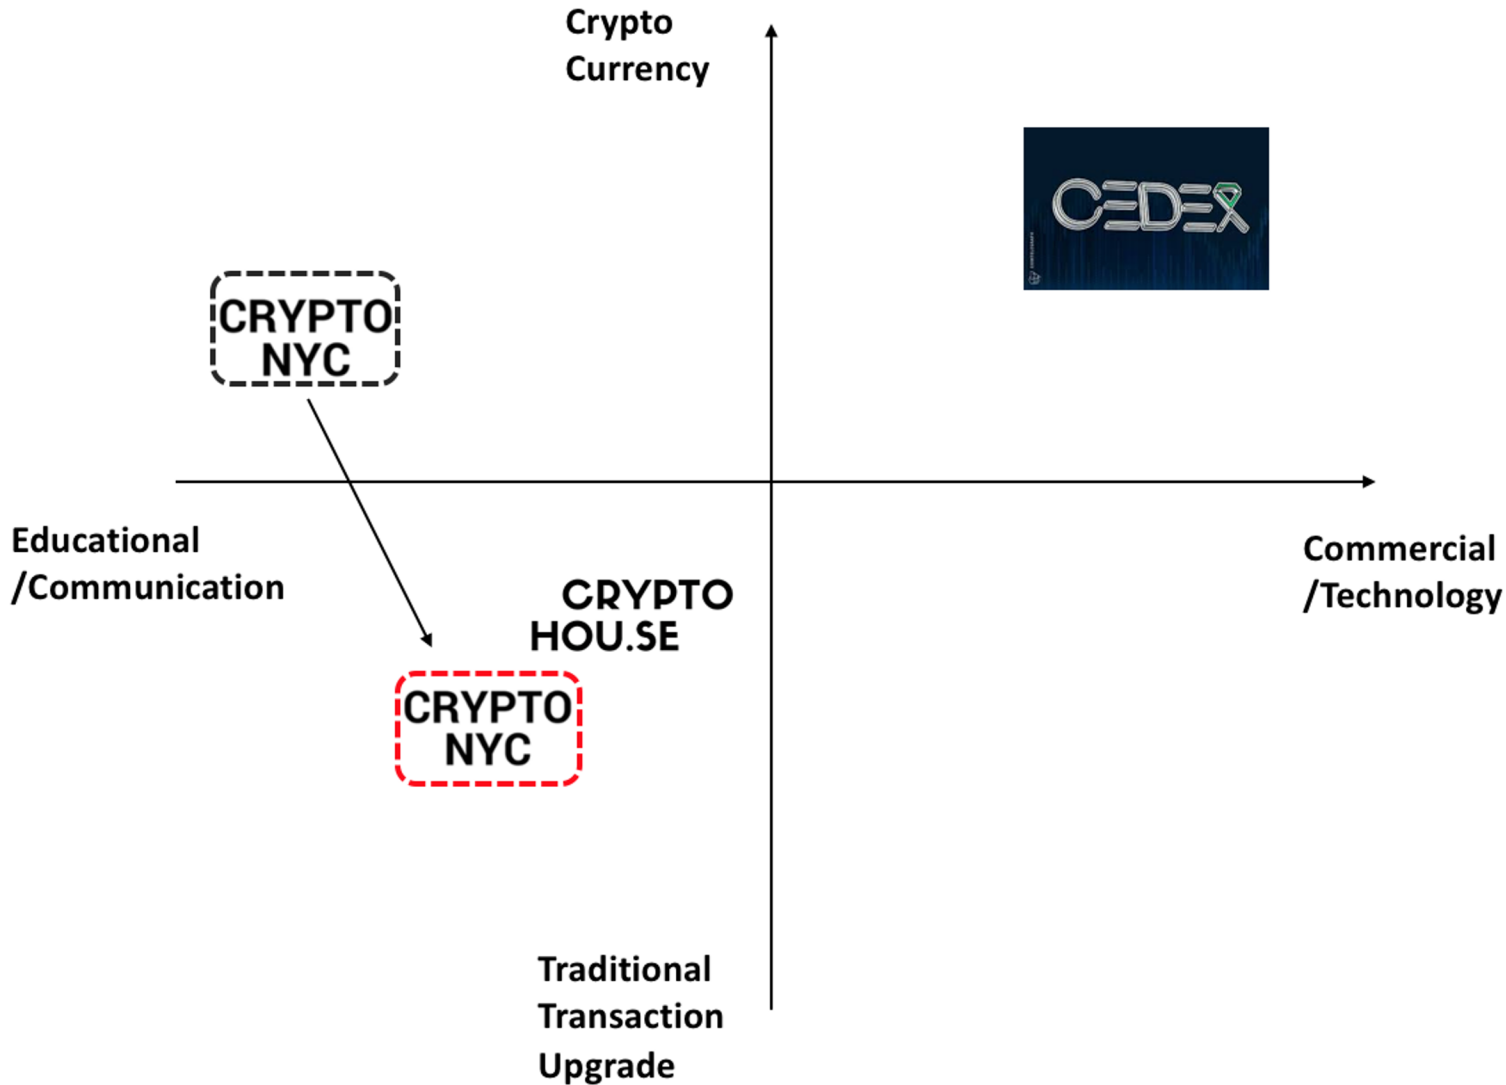 Crypto
Currency
CEDEX
CRYPTO
NYC
Educational
/Communication
Commercial
/Technology
CRYPTO
HOU.SE
CRYPTO
NYC
Traditional
Transaction
Upgrade